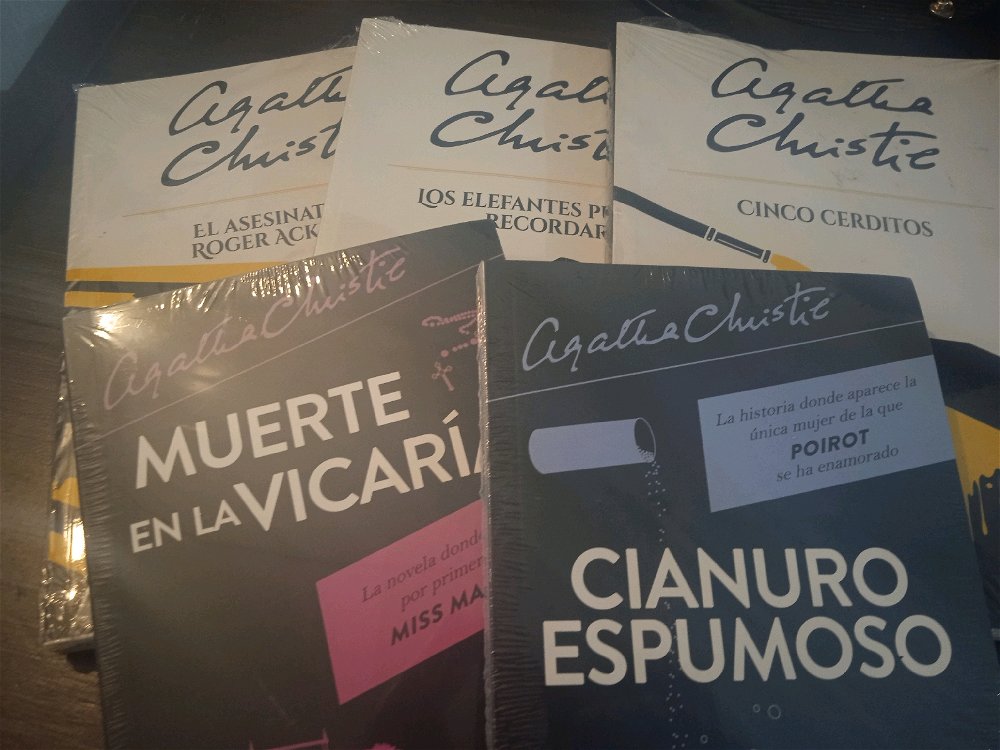 Agatha
Christie
EL ASESINAT
ROGER ACK
Agatha
Christie
LOS ELEFANTES PU
RECORDAR
Agatha
Christie
CINCO CERDITOS
Agatha Christie
MUERTE
EN LA VICARÍA
La novela donde
por primer
MISS MA
Agatha Christie
La historia donde aparece la
única mujer de la que
POIROT
se ha enamorado
CIANURO
ESPUMOSO